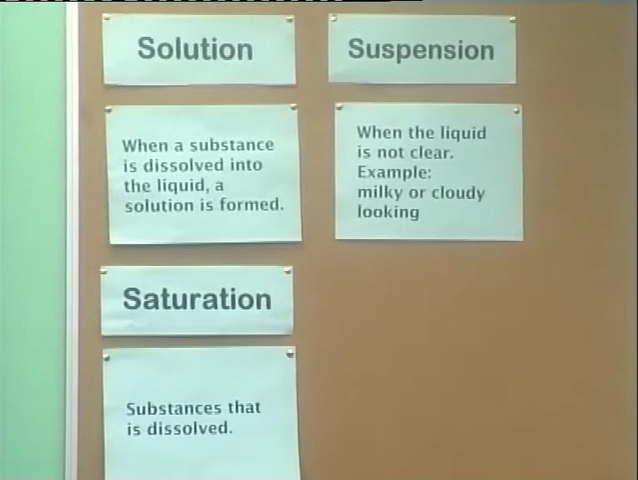 Solution
When a substance
is dissolved into
the liquid, a
solution is formed.
Suspension
When the liquid
is not clear.
Example:
milky or cloudy
looking
Saturation
Substances that
is dissolved.